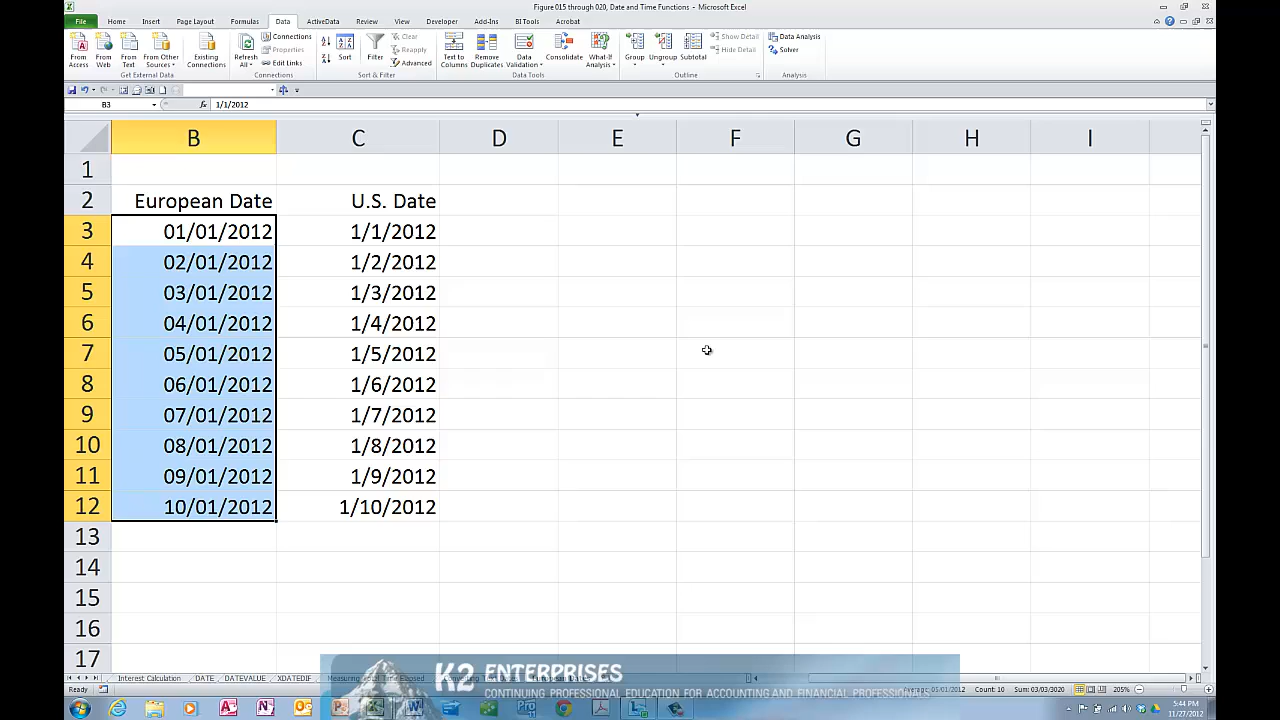 Figure 015 through 020, Date and Time Functions - Microsoft Excel
File Home Insert Page Layout Formulas Data ActiveData Review View Developer Add-Ins BI Tools Acrobat
From Access
From Web
From Text
From Other Sources
Existing Connections
Refresh All
Connections
Properties
Edit Links
Sort
Filter
Clear
Reapply
Advanced
Text to Columns
Remove Duplicates
Data Validation
Consolidate
What-If Analysis
Group
Ungroup
Subtotal
Show Detail
Hide Detail
Data Analysis
Solver
Get External Data Connections Sort & Filter Data Tools Outline Analysis
B3 fx 1/1/2012
B C D E F G H I
1
2 European Date U.S. Date
3 01/01/2012 1/1/2012
4 02/01/2012 1/2/2012
5 03/01/2012 1/3/2012
6 04/01/2012 1/4/2012
7 05/01/2012 1/5/2012
8 06/01/2012 1/6/2012
9 07/01/2012 1/7/2012
10 08/01/2012 1/8/2012
11 09/01/2012 1/9/2012
12 10/01/2012 1/10/2012
13
14
15
16
17
K2 ENTERPRISES
CONTINUING PROFESSIONAL EDUCATION FOR ACCOUNTING AND FINANCIAL PROFESSIONALS
Interest Calculation DATE DATEVALUE XDATEDIF
Ready Average: 05/01/2012 Count: 10 Sum: 03/03/3020 205%
5:44 PM
11/27/2012